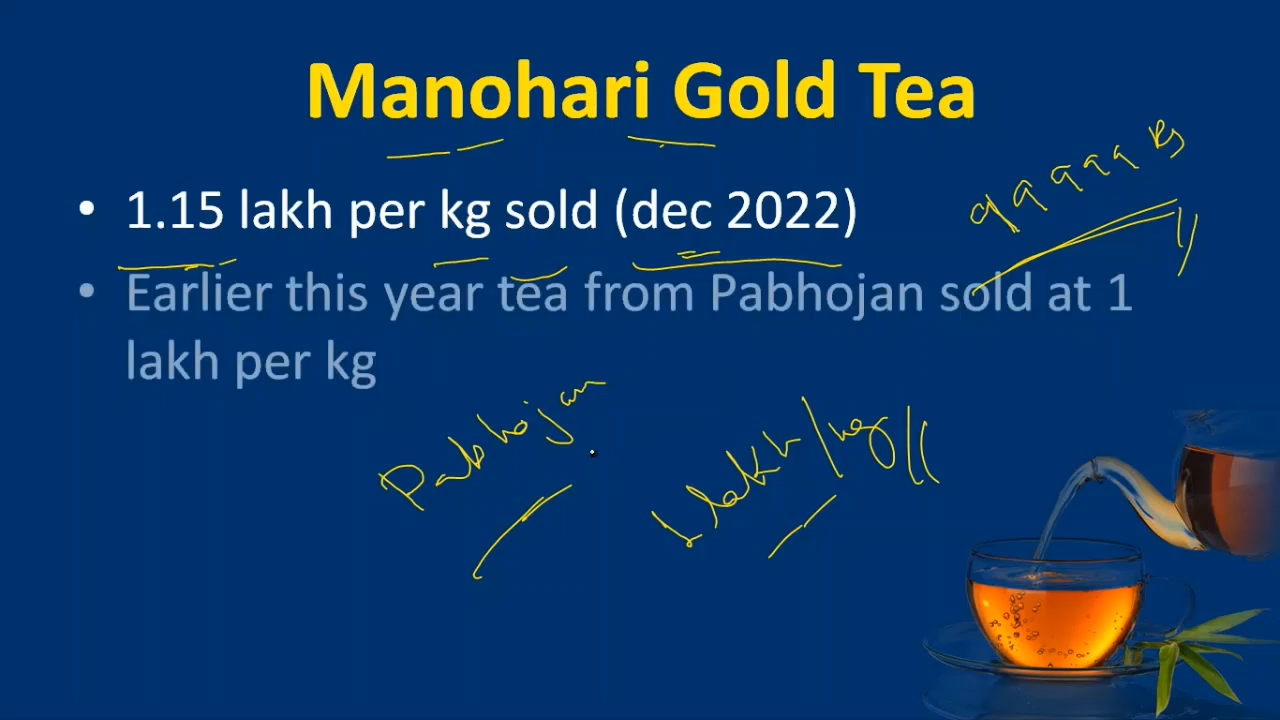 Manohari Gold Tea
99999 Rs
• 1.15 lakh per kg sold (dec 2022)
• Earlier this year tea from Pabhojan sold at 1
lakh per kg
Pabhojan
1 lakh/kg